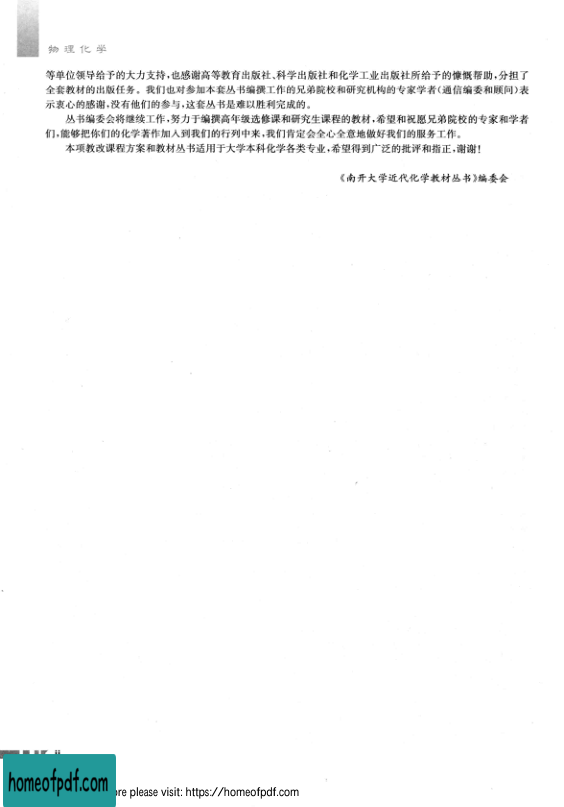 物理化学
等单位领导给予的大力支持,也感谢高等教育出版社、科学出版社和化学工业出版社所给予的慷慨帮助,分担了
全套教材的出版任务。我们也对参加本套丛书编撰工作的兄弟院校和研究机构的专家学者(通信编委和顾问)表
示衷心的感谢,没有他们的参与,这套丛书是难以胜利完成的。
丛书编委会将继续工作,努力于编撰高年级选修课和研究生课程的教材,希望和祝愿兄弟院校的专家和学者
们,能够把你们的化学著作加入到我们的行列中来,我们肯定会全心全意地做好我们的服务工作。
本项教改课程方案和教材丛书适用于大学本科化学各类专业,希望得到广泛的批评和指正,谢谢!
《南开大学近代化学教材丛书》编委会
homeofpdf.com
re please visit: https://homeofpdf.com